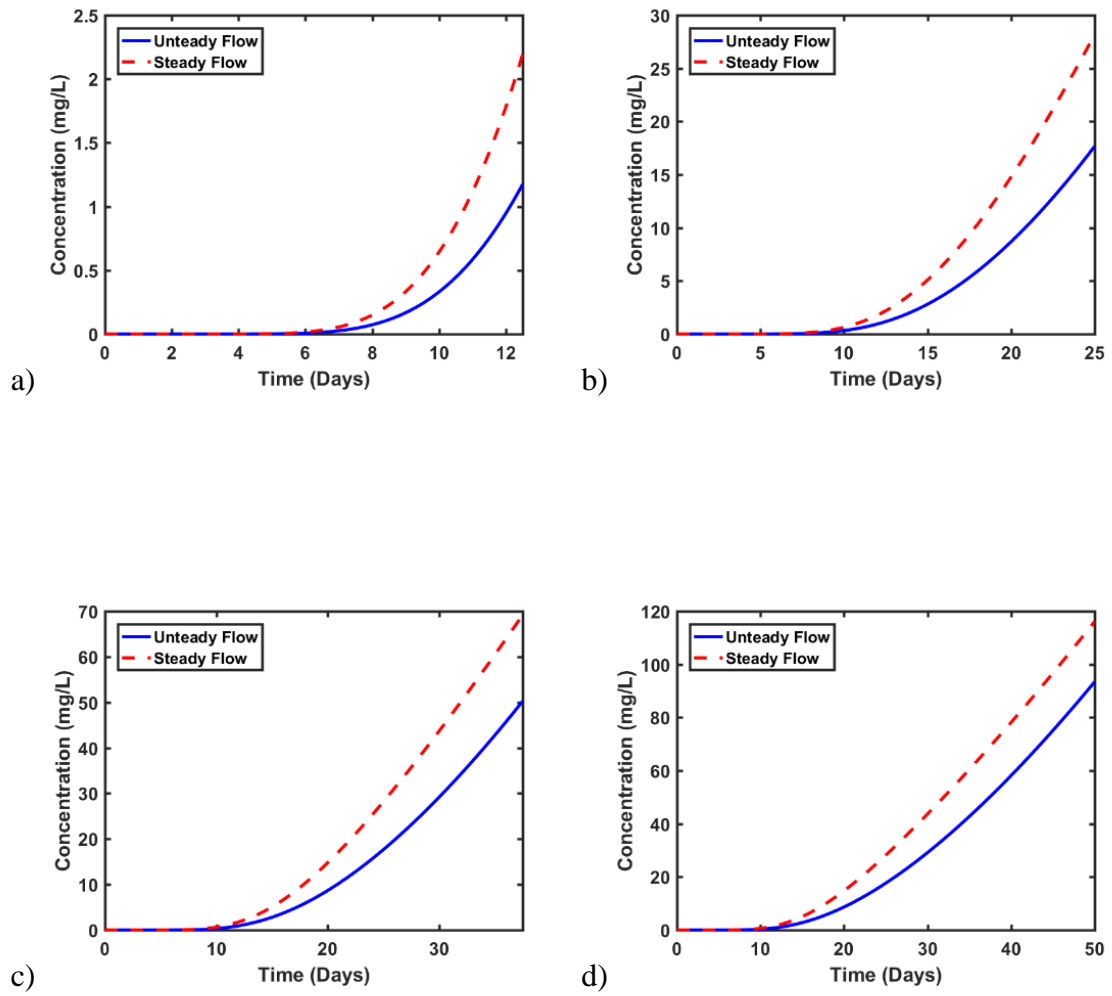 2.5
2
1.5
1
0.5
0
Concentration (mg/L)
Unteady Flow
Steady Flow
0 2 4 6 8 10 12
Time (Days)
a)
30
25
20
15
10
5
0
Concentration (mg/L)
Unteady Flow
Steady Flow
0 5 10 15 20 25
Time (Days)
b)
70
60
50
40
30
20
10
0
Concentration (mg/L)
Unteady Flow
Steady Flow
0 10 20 30
Time (Days)
c)
120
100
80
60
40
20
0
Concentration (mg/L)
Unteady Flow
Steady Flow
0 10 20 30 40 50
Time (Days)
d)